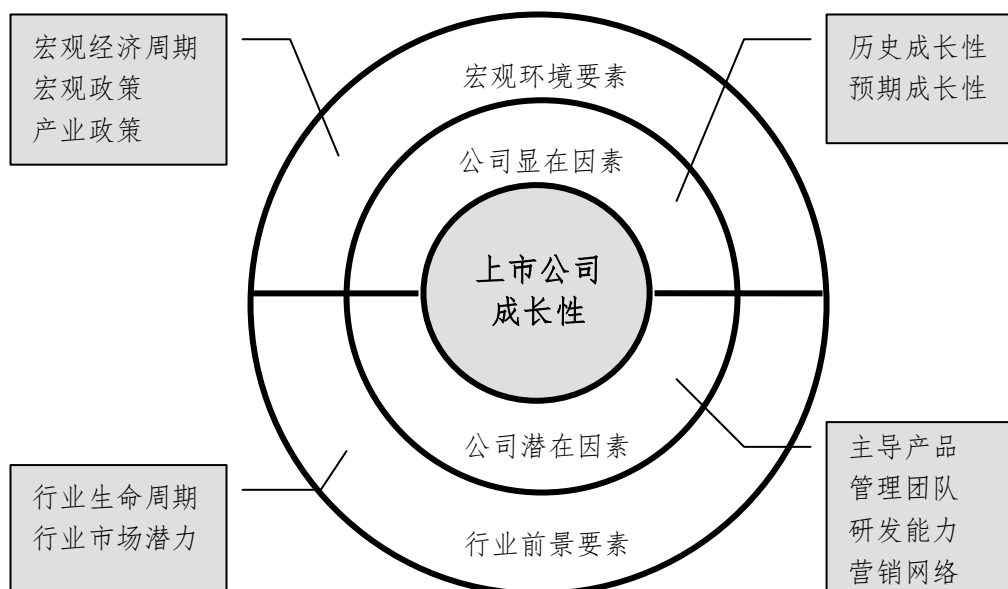 宏观经济周期
宏观政策
产业政策
宏观环境要素
历史成长性
预期成长性
公司显在因素
上市公司
成长性
公司潜在因素
行业生命周期
行业市场潜力
行业前景要素
主导产品
管理团队
研发能力
营销网络